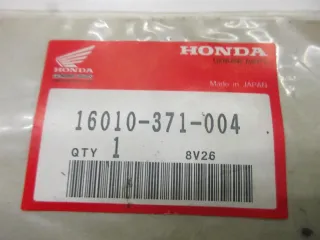 HONDA
HONDA
Made in JAPAN
16010-371-004
QTY 1 8V26